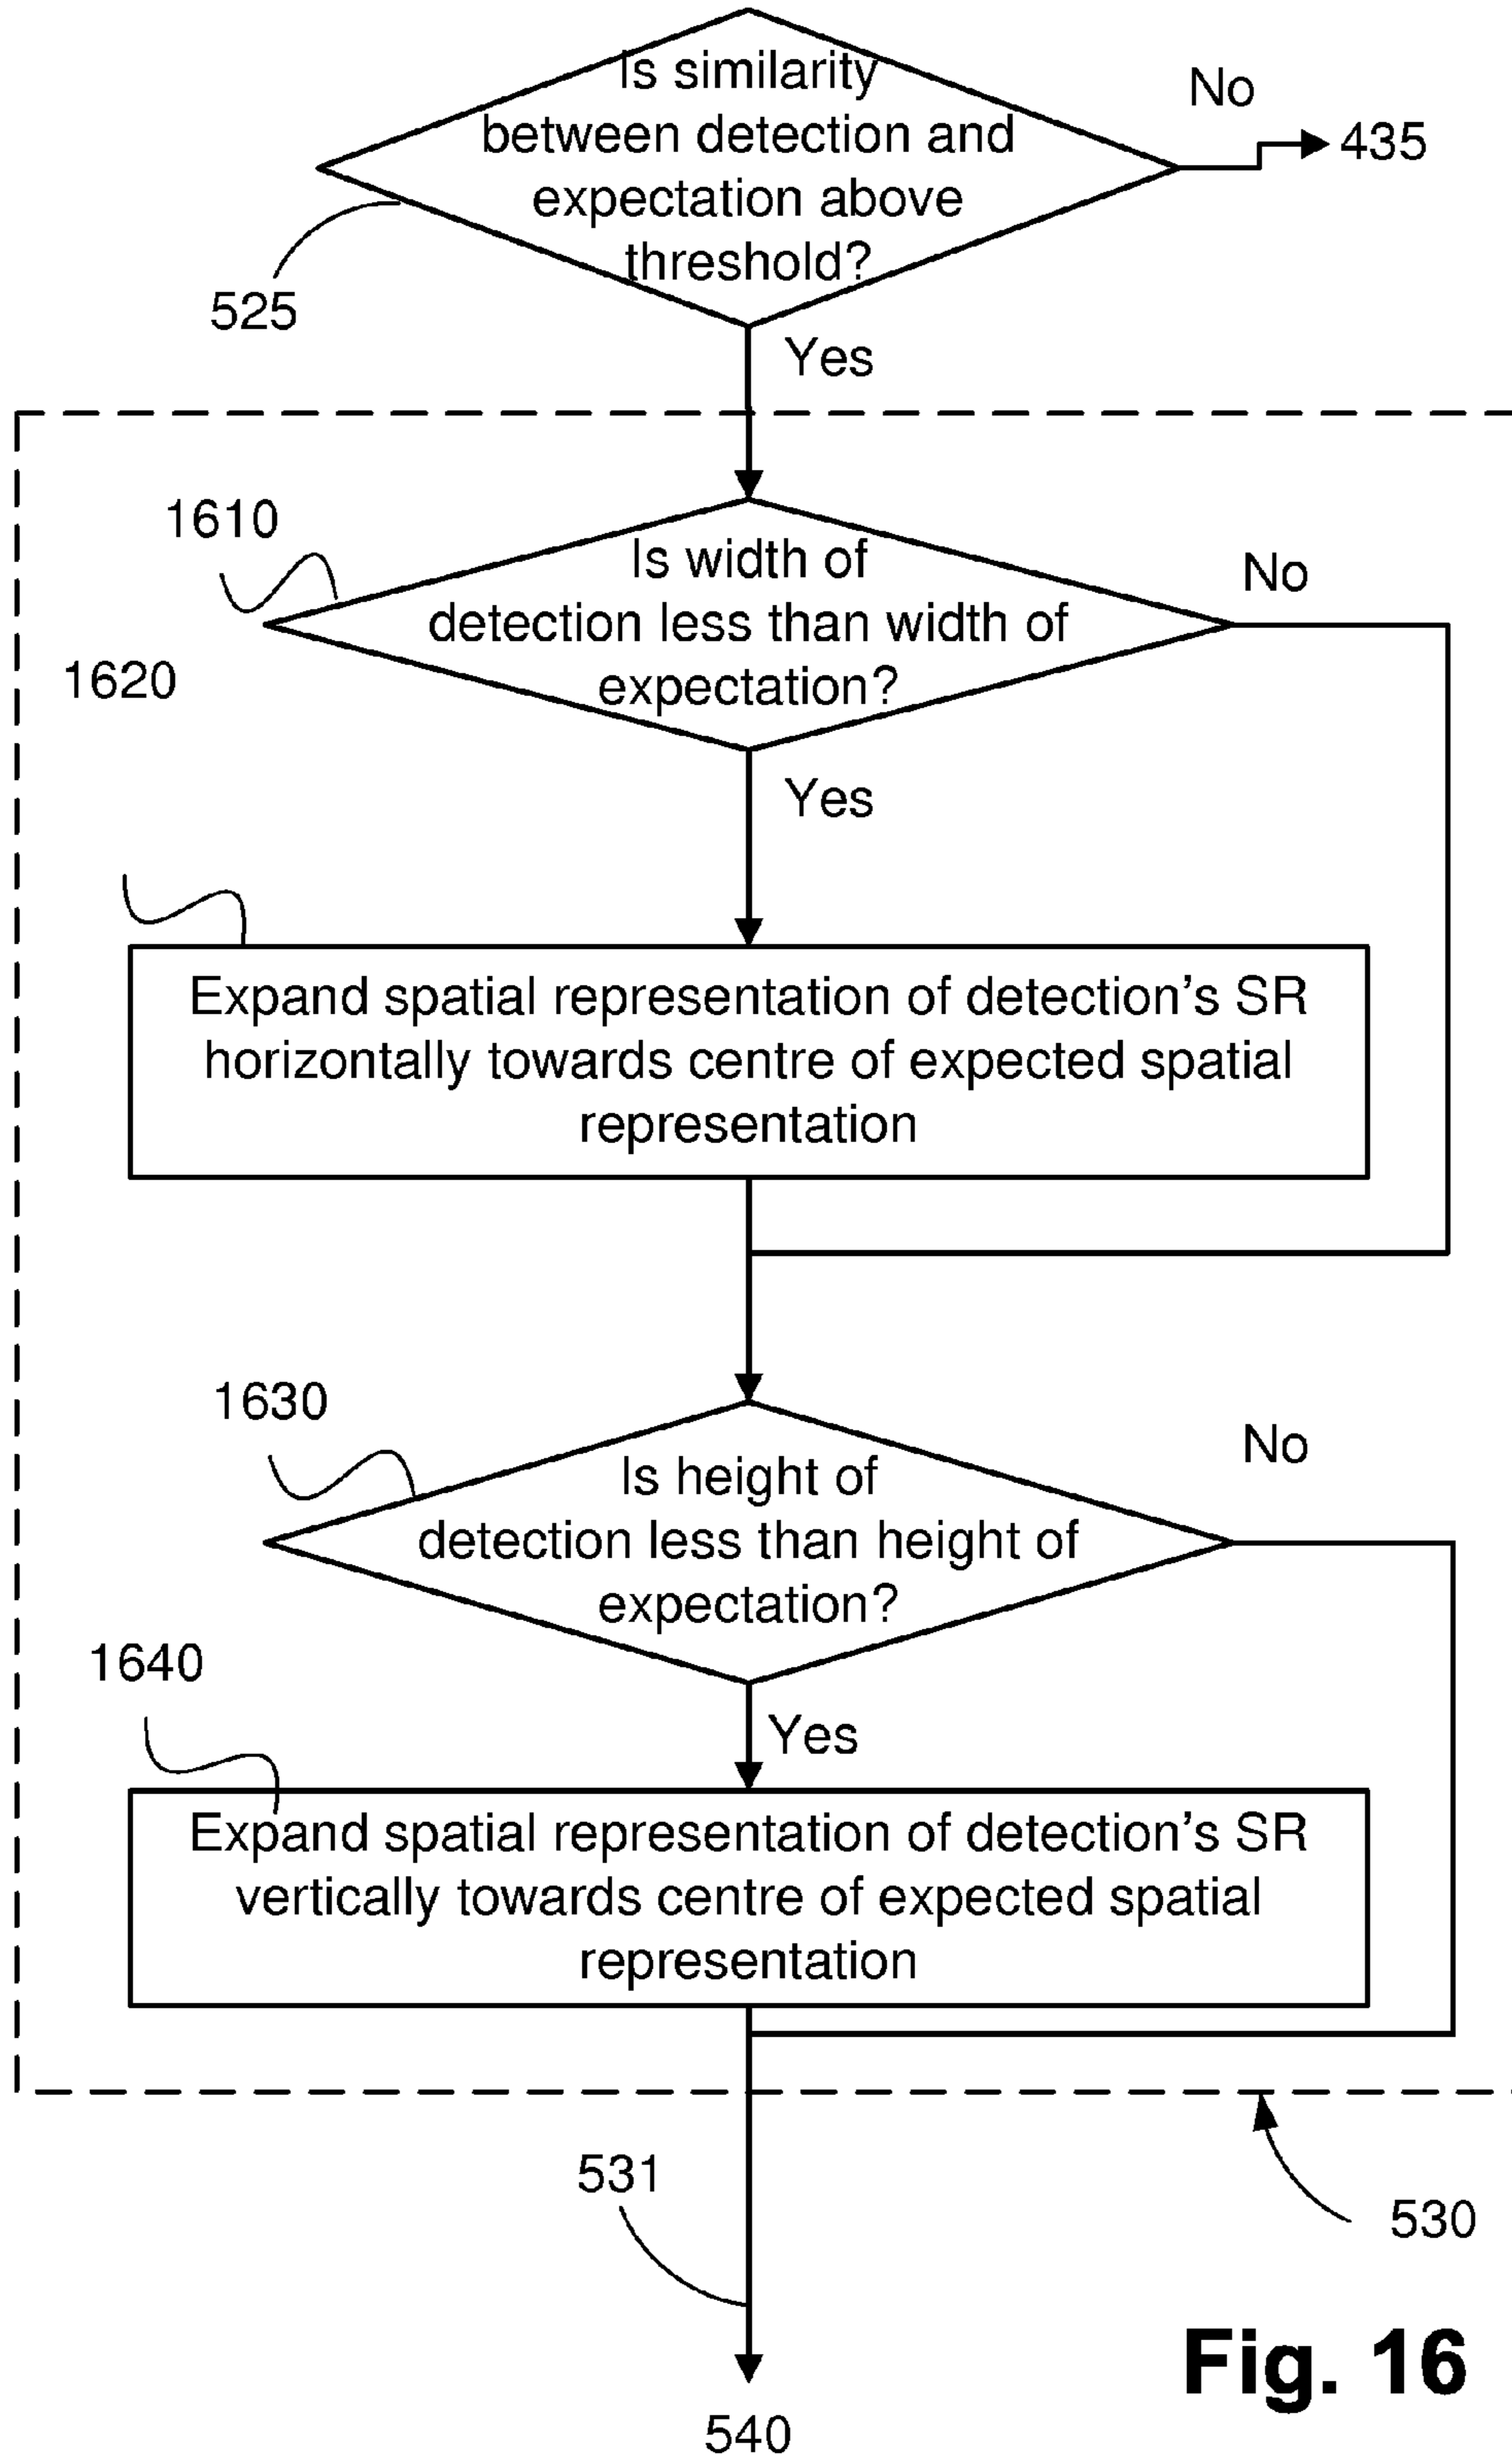 Is similarity
between detection and
expectation above
threshold?
No
435
525
Yes
1610
Is width of
detection less than width of
expectation?
No
1620
Yes
Expand spatial representation of detection's SR
horizontally towards centre of expected spatial
representation
1630
Is height of
detection less than height of
expectation?
No
1640
Yes
Expand spatial representation of detection's SR
vertically towards centre of expected spatial
representation
531
530
Fig. 16
540